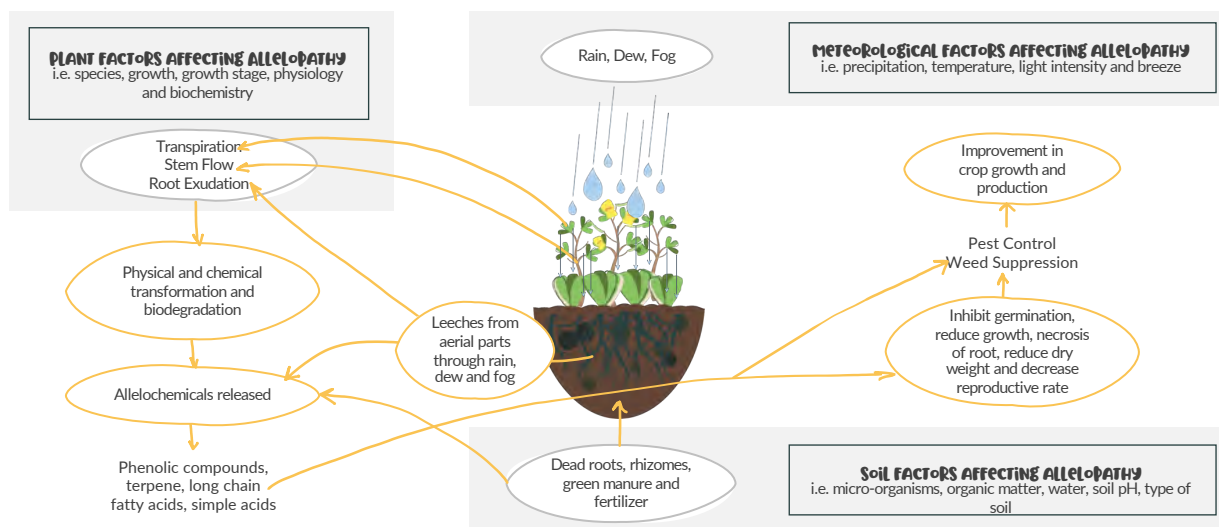 PLANT FACTORS AFFECTING ALLELOPATHY
i.e. species, growth, growth stage, physiology
and biochemistry
Transpiration
Stem Flow
Root Exudation
Physical and chemical
transformation and
biodegradation
Allelochemicals released
Phenolic compounds,
terpene, long chain
fatty acids, simple acids
Rain, Dew, Fog
Leeches from
aerial parts
through rain,
dew and fog
Dead roots, rhizomes,
green manure and
fertilizer
METEOROLOGICAL FACTORS AFFECTING ALLELOPATHY
i.e. precipitation, temperature, light intensity and breeze
Improvement in
crop growth and
production
Pest Control
Weed Suppression
Inhibit germination,
reduce growth, necrosis
of root, reduce dry
weight and decrease
reproductive rate
SOIL FACTORS AFFECTING ALLELOPATHY
i.e. micro-organisms, organic matter, water, soil pH, type of
soil